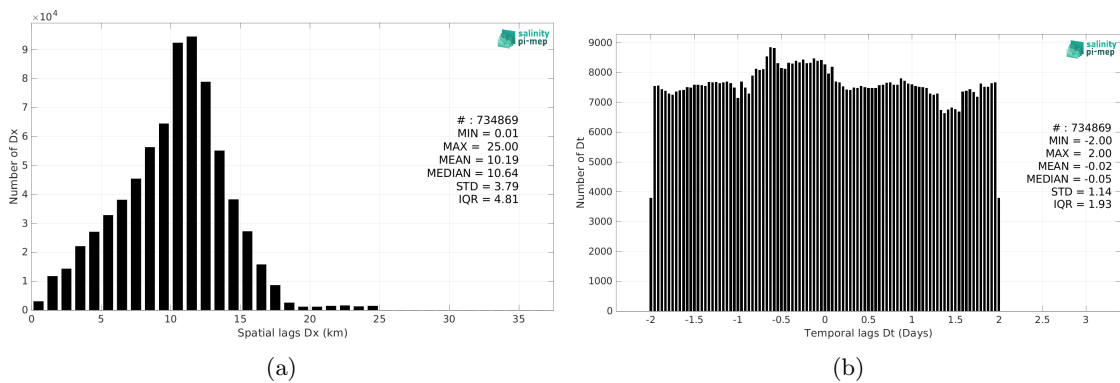 ×10⁴
9
8
7
6
5
4
3
2
1
0
Number of Dx
0 5 10 15 20 25 30 35
Spatial lags Dx (km)
salinity
pi-mep
# : 734869
MIN = 0.01
MAX = 25.00
MEAN = 10.19
MEDIAN = 10.64
STD = 3.79
IQR = 4.81
(a)
9000
8000
7000
6000
5000
4000
3000
2000
1000
0
Number of Dt
-2 -1.5 -1 -0.5 0 0.5 1 1.5 2 2.5 3
Temporal lags Dt (Days)
salinity
pi-mep
# : 734869
MIN = -2.00
MAX = 2.00
MEAN = -0.02
MEDIAN = -0.05
STD = 1.14
IQR = 1.93
(b)